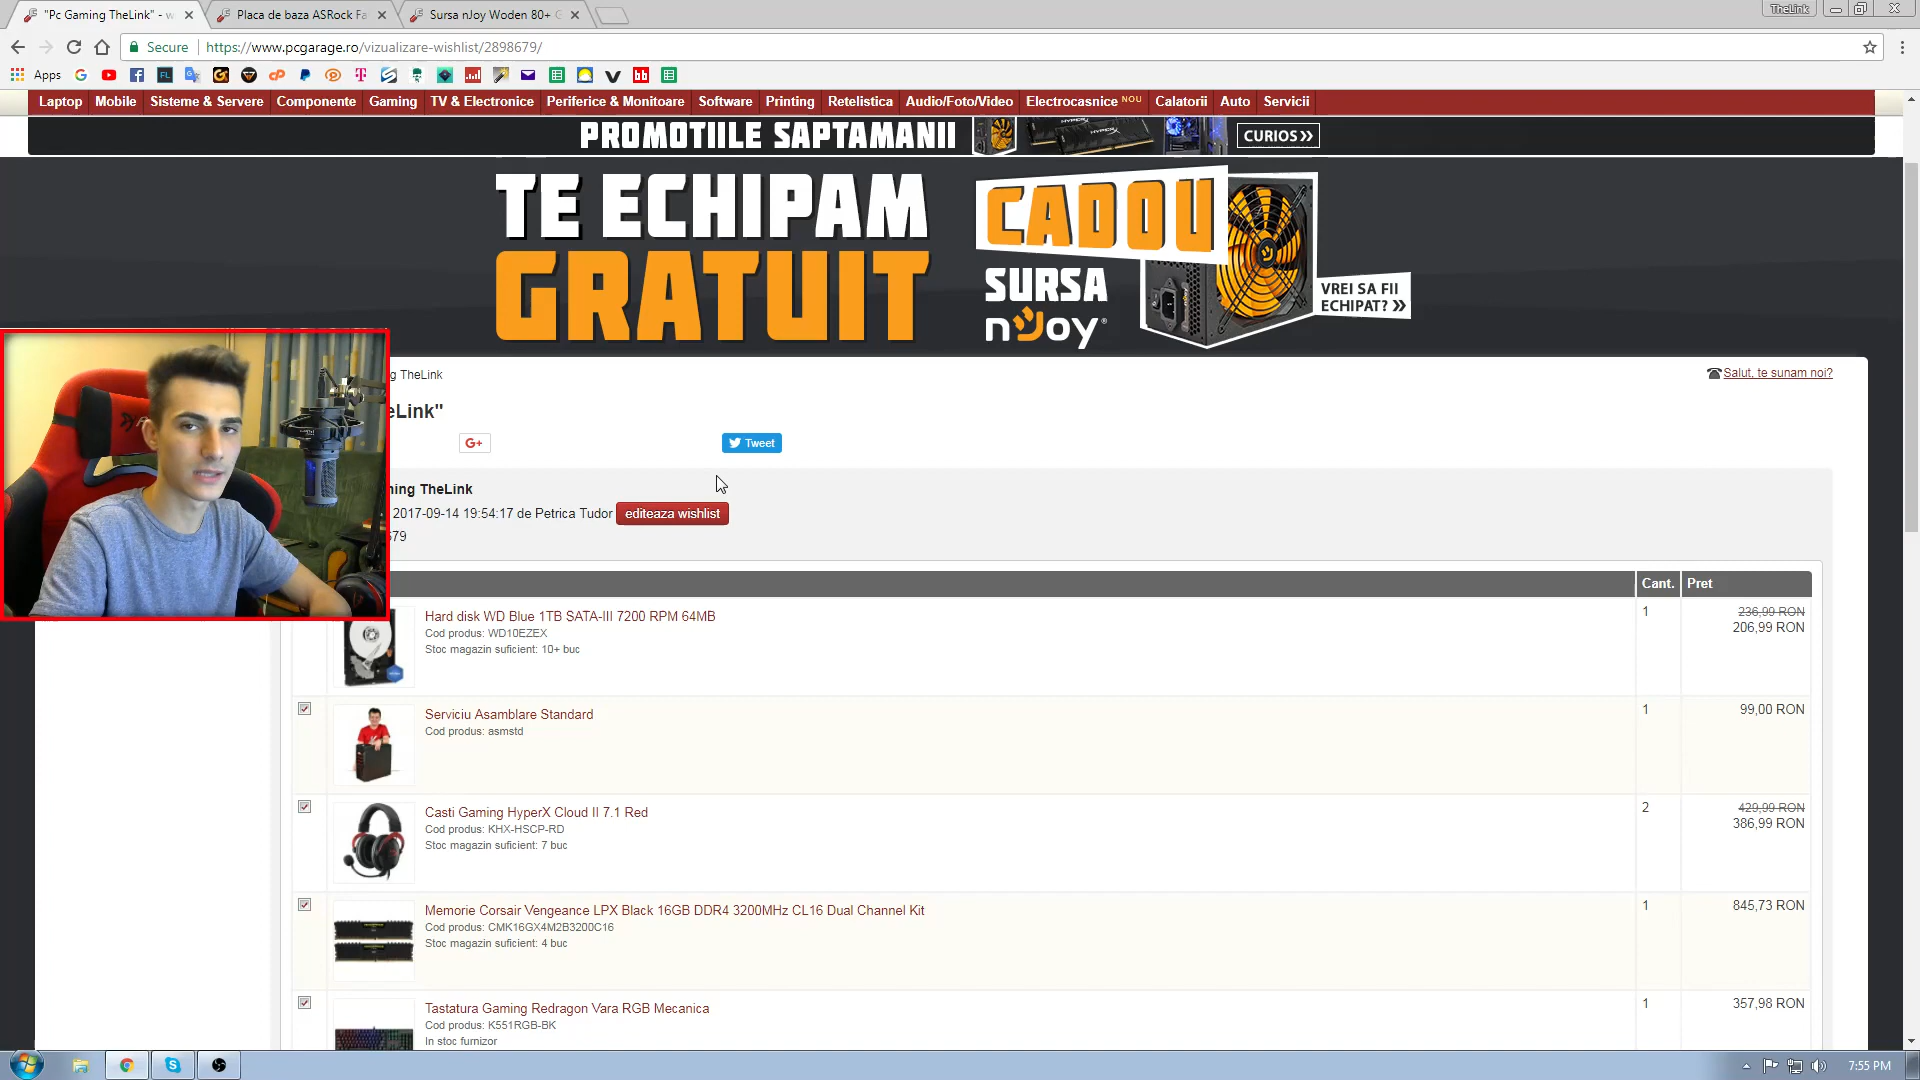 "Pc Gaming TheLink" - w
Placa de baza ASRock Fa
Sursa nJoy Woden 80+ G
TheLink
Secure
https://www.pcgarage.ro/vizualizare-wishlist/2898679/
Apps
Laptop Mobile Sisteme & Servere Componente Gaming TV & Electronice Periferice & Monitoare Software Printing Retelistica Audio/Foto/Video Electrocasnice NOU Calatorii Auto Servicii
PROMOTIILE SAPTAMANII
CURIOS
TE ECHIPAM
GRATUIT
CADOU
SURSA
nJoy
VREI SA FII
ECHIPAT?
g TheLink
Salut, te sunam noi?
eLink"
G+
Tweet
ning TheLink
2017-09-14 19:54:17 de Petrica Tudor
editeaza wishlist
679
Cant. Pret
Hard disk WD Blue 1TB SATA-III 7200 RPM 64MB
Cod produs: WD10EZEX
Stoc magazin suficient: 10+ buc
1
236,99 RON
206,99 RON
Serviciu Asamblare Standard
Cod produs: asmstd
1
99,00 RON
Casti Gaming HyperX Cloud II 7.1 Red
Cod produs: KHX-HSCP-RD
Stoc magazin suficient: 7 buc
2
429,99 RON
386,99 RON
Memorie Corsair Vengeance LPX Black 16GB DDR4 3200MHz CL16 Dual Channel Kit
Cod produs: CMK16GX4M2B3200C16
Stoc magazin suficient: 4 buc
1
845,73 RON
Tastatura Gaming Redragon Vara RGB Mecanica
Cod produs: K551RGB-BK
In stoc furnizor
1
357,98 RON
7:55 PM